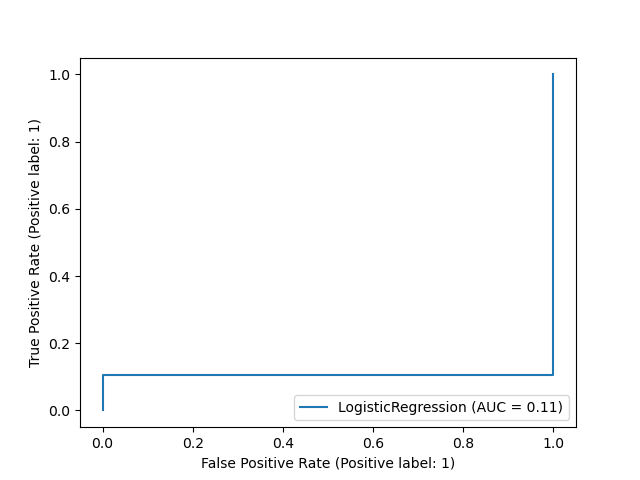 1.0
0.8
0.6
0.4
0.2
0.0
True Positive Rate (Positive label: 1)
LogisticRegression (AUC = 0.11)
0.0 0.2 0.4 0.6 0.8 1.0
False Positive Rate (Positive label: 1)